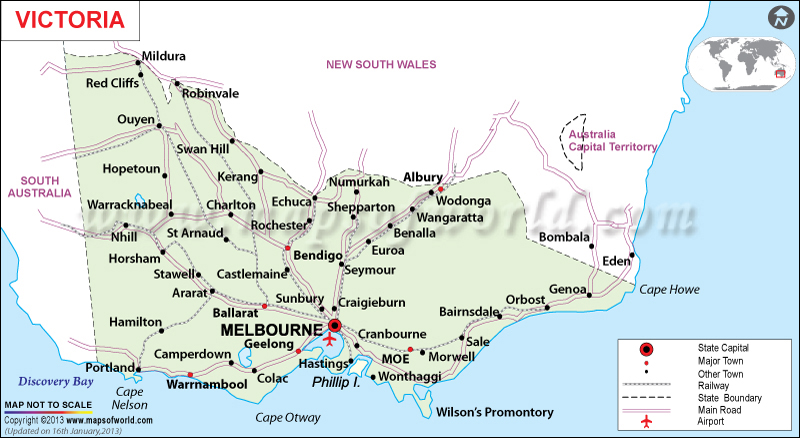 VICTORIA
N
NEW SOUTH WALES
Mildura
Red Cliffs
Robinvale
Ouyen
Australia
Capital Territorry
Swan Hill
Hopetoun
Kerang
Numurkah
Albury
SOUTH
AUSTRALIA
Warracknabeal
Charlton
Echuca
Shepparton
Wodonga
Wangaratta
www.mapsofworld.com
Nhill
St Arnaud
Rochester
Benalla
Bombala
Horsham
Bendigo
Euroa
Eden
Stawell
Castlemaine
Seymour
Ararat
Sunbury
Craigieburn
Genoa
Cape Howe
Ballarat
Orbost
Bairnsdale
Hamilton
MELBOURNE
Cranbourne
Geelong
Sale
Camperdown
MOE
Morwell
Portland
Hastings
Colac
Wonthaggi
Discovery Bay
Warrnambool
Phillip I.
Cape
Nelson
Cape Otway
Wilson's Promontory
State Capital
Major Town
Other Town
Railway
State Boundary
Main Road
Airport
MAP NOT TO SCALE
Copyright ©2013 www.mapsofworld.com
(Updated on 16th January,2013)